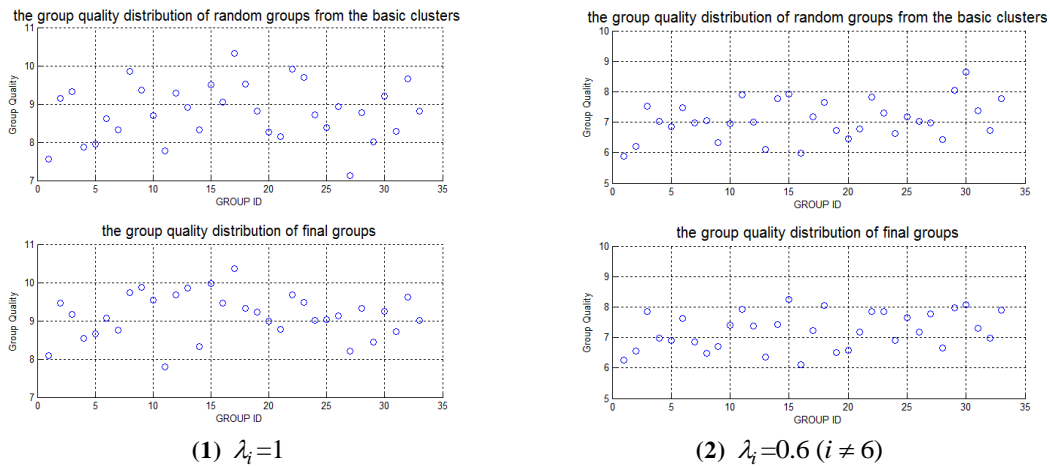 the group quality distribution of random groups from the basic clusters
11
10
9
8
7
Group Quality
0 5 10 15 20 25 30 35
GROUP ID
the group quality distribution of final groups
11
10
9
8
7
Group Quality
0 5 10 15 20 25 30 35
GROUP ID
(1) λᵢ=1
the group quality distribution of random groups from the basic clusters
10
9
8
7
6
5
Group Quality
0 5 10 15 20 25 30 35
GROUP ID
the group quality distribution of final groups
10
9
8
7
6
5
Group Quality
0 5 10 15 20 25 30 35
GROUP ID
(2) λᵢ=0.6 (i ≠ 6)